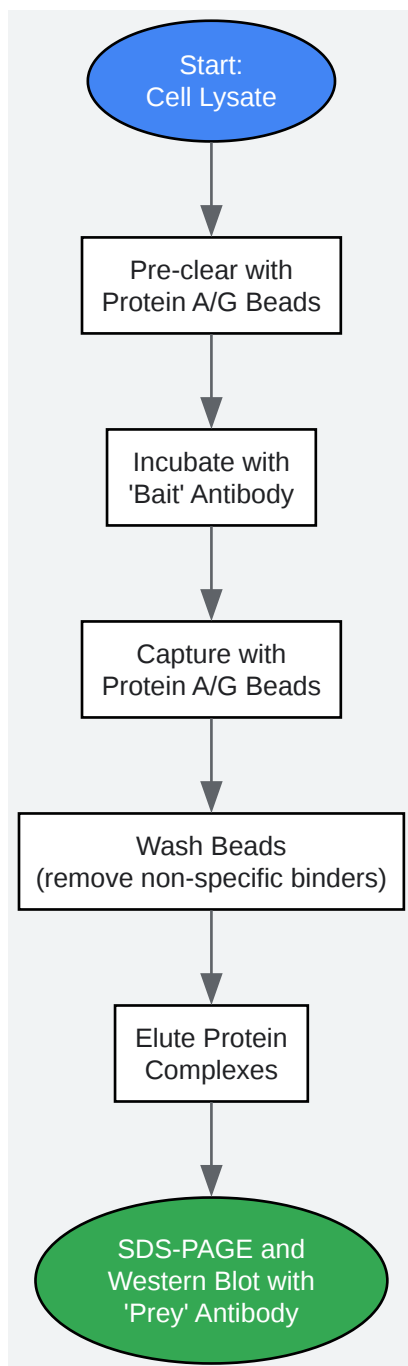 Start:
Cell Lysate
Pre-clear with
Protein A/G Beads
Incubate with
'Bait' Antibody
Capture with
Protein A/G Beads
Wash Beads
(remove non-specific binders)
Elute Protein
Complexes
SDS-PAGE and
Western Blot with
'Prey' Antibody